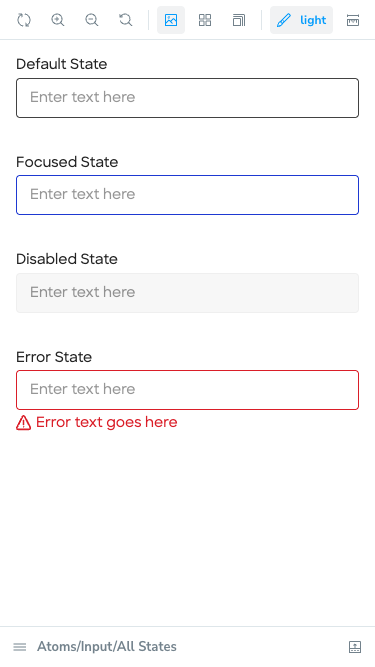 light
Default State
Enter text here
Focused State
Enter text here
Disabled State
Enter text here
Error State
Enter text here
Error text goes here
Atoms/Input/All States